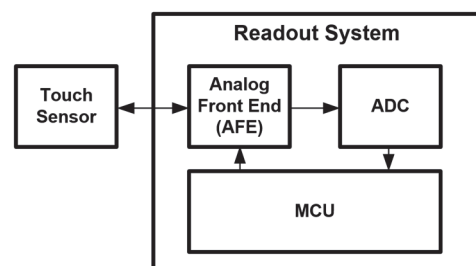 Readout System
Touch
Sensor
Analog
Front End
(AFE)
ADC
MCU